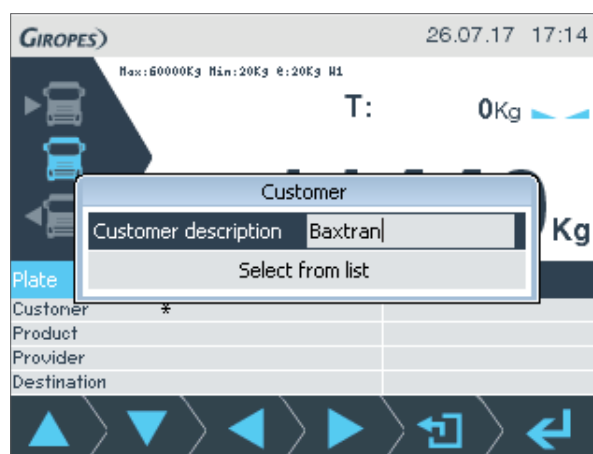 GIROPES)
26.07.17 17:14
Max:60000Kg Min:20Kg e:20Kg W1
T: 0Kg
Customer
Customer description Baxtran
Kg
Select from list
Plate
Customer *
Product
Provider
Destination